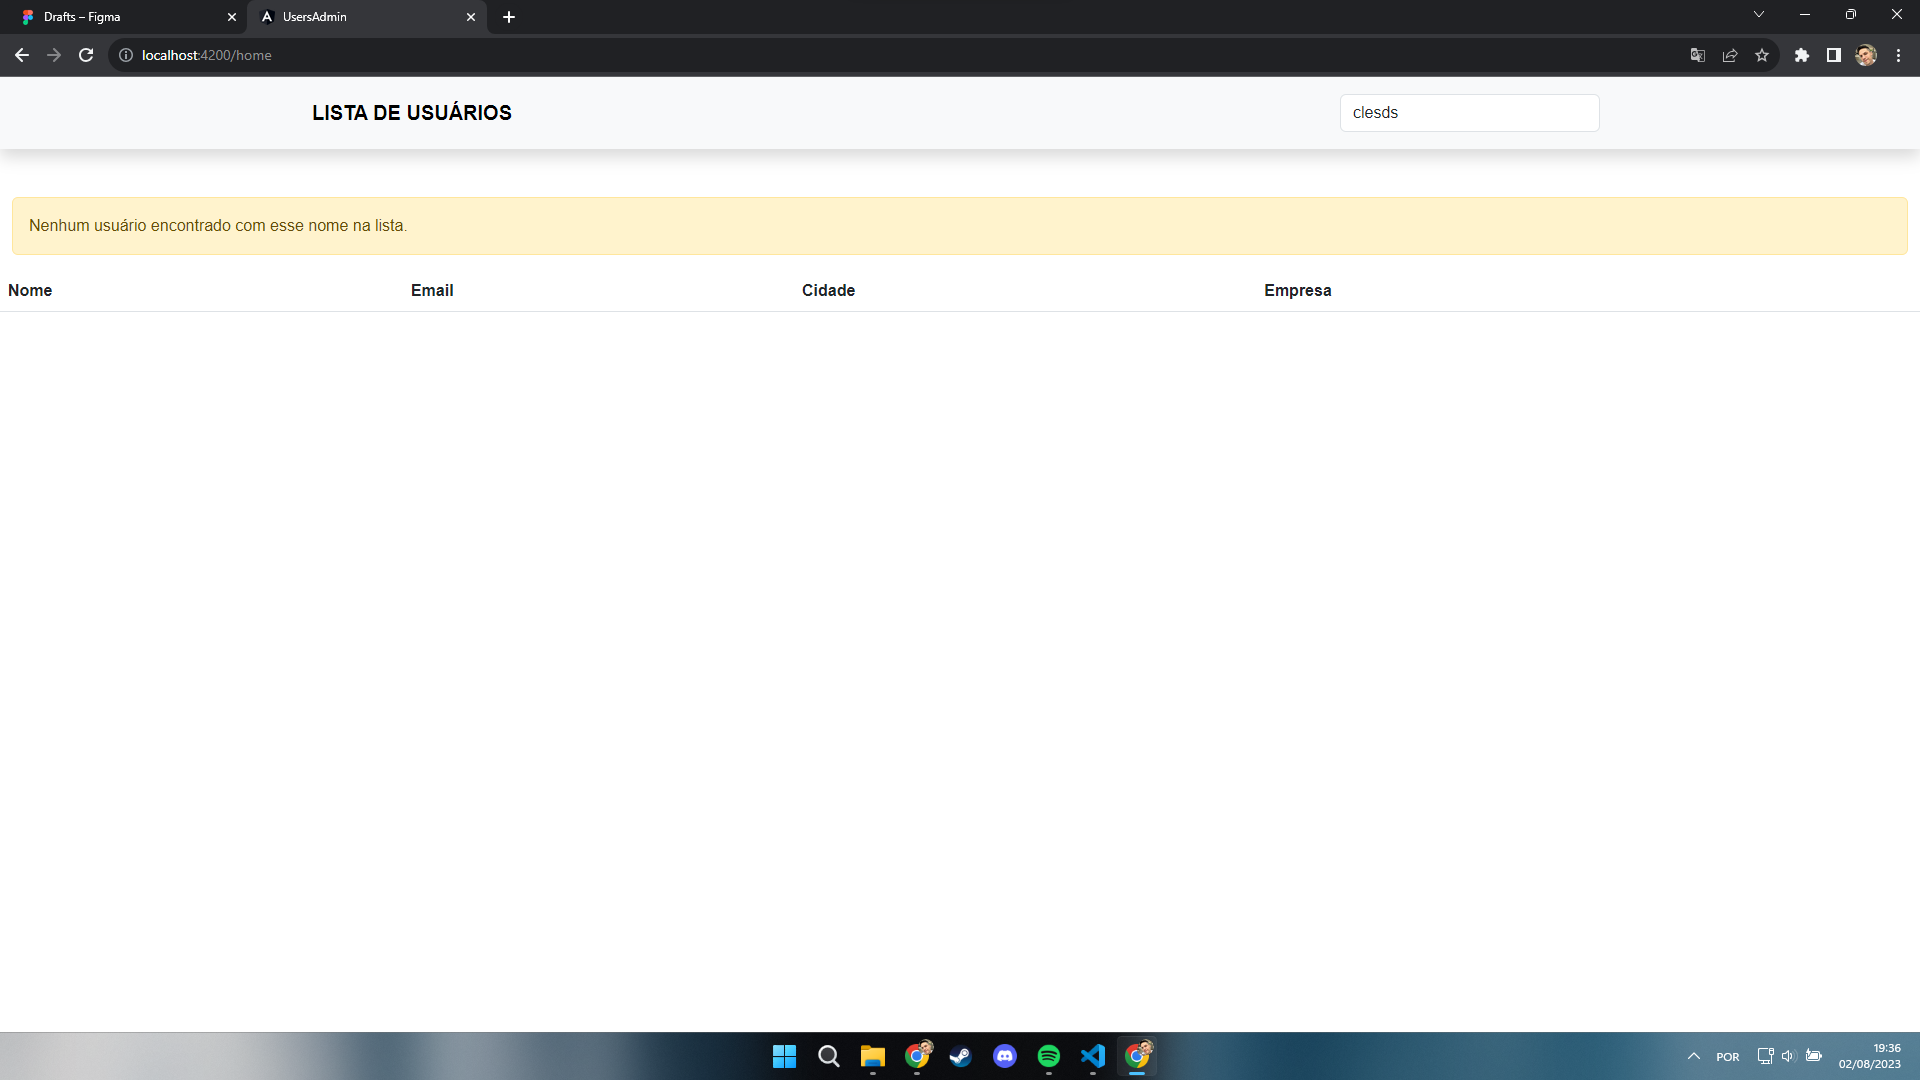 Drafts – Figma
UsersAdmin
localhost:4200/home
LISTA DE USUÁRIOS
clesds
Nenhum usuário encontrado com esse nome na lista.
Nome Email Cidade Empresa
POR
19:36
02/08/2023